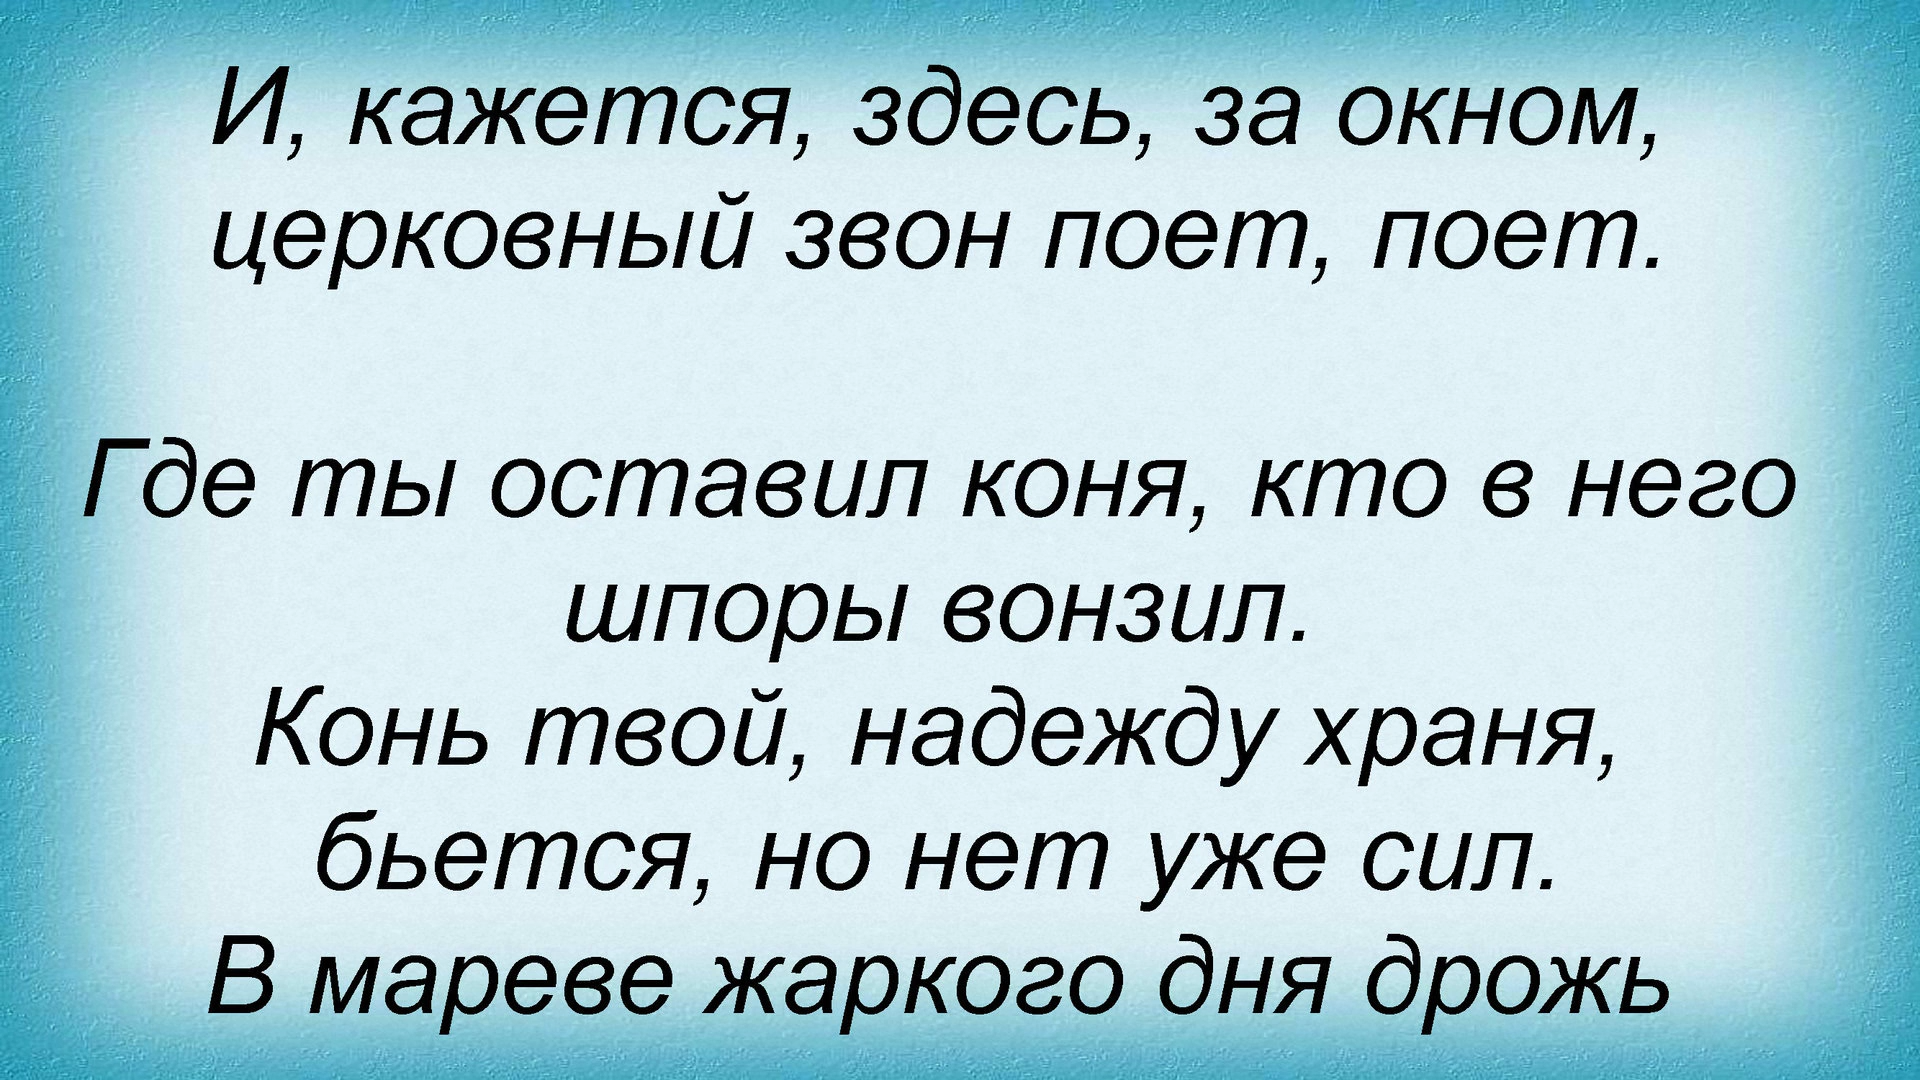 И, кажется, здесь, за окном,
церковный звон поет, поет.
Где ты оставил коня, кто в него
шпоры вонзил.
Конь твой, надежду храня,
бьется, но нет уже сил.
В мареве жаркого дня дрожь